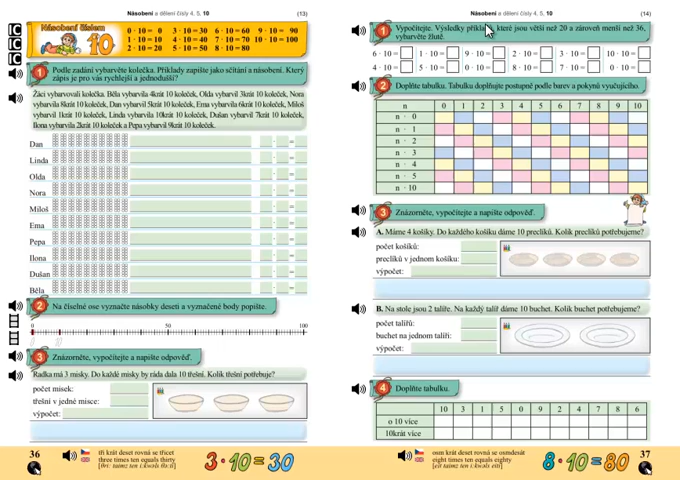 Násobení a dělení čísly 4, 5, 10
(13)
Násobení číslem
10
0 · 10 = 0 3 · 10 = 30 6 · 10 = 60 9 · 10 = 90
1 · 10 = 10 4 · 10 = 40 7 · 10 = 70 10 · 10 = 100
2 · 10 = 20 5 · 10 = 50 8 · 10 = 80
1 Podle zadání vybarvěte kolečka. Příklady zapište jako sčítání a násobení. Který
zápis je pro vás rychlejší a jednodušší?
Žáci vybarvovali kolečka. Běla vybarvila 4krát 10 koleček, Olda vybarvil 3krát 10 koleček, Nora
vybarvila 8krát 10 koleček, Dan vybarvil 5krát 10 koleček, Ema vybarvila 6krát 10 koleček, Miloš
vybarvil 1krát 10 koleček, Linda vybarvila 10krát 10 koleček, Dušan vybarvil 7krát 10 koleček,
Ilona vybarvila 2krát 10 koleček a Pepa vybarvil 9krát 10 koleček.
Dan · =
Linda · =
Olda · =
Nora · =
Miloš · =
Ema · =
Pepa · =
Ilona · =
Dušan · =
Běla · =
2 Na číselné ose vyznačte násobky deseti a vyznačené body popište.
0 50 100
3 Znázorněte, vypočítejte a napište odpověď.
Radka má 3 misky. Do každé misky by ráda dala 10 třešní. Kolik třešní potřebuje?
počet misek:
třešní v jedné misce:
výpočet:
36
tři krát deset rovná se třicet
three times ten equals thirty
3 · 10 = 30
Násobení a dělení čísly 4, 5, 10
(14)
1 Vypočítejte. Výsledky příkladů, které jsou větší než 20 a zároveň menší než 36,
vybarvěte žlutě.
6 · 10 = 1 · 10 = 9 · 10 = 2 · 10 = 3 · 10 = 10 · 10 =
4 · 10 = 5 · 10 = 0 · 10 = 8 · 10 = 7 · 10 = 0 · 10 =
2 Doplňte tabulku. Tabulku doplňujte postupně podle barev a pokynů vyučujícího.
n 0 1 2 3 4 5 6 7 8 9 10
n · 0
n · 1
n · 2
n · 3
n · 4
n · 5
n · 10
3 Znázorněte, vypočítejte a napište odpověď.
A. Máme 4 košíky. Do každého košíku dáme 10 preclíků. Kolik preclíků potřebujeme?
počet košíků:
preclíků v jednom košíku:
výpočet:
B. Na stole jsou 2 talíře. Na každý talíř dáme 10 buchet. Kolik buchet potřebujeme?
počet talířů:
buchet na jednom talíři:
výpočet:
4 Doplňte tabulku.
10 3 1 5 0 9 2 4 7 8 6
o 10 více
10krát více
osm krát deset rovná se osmdesát
eight times ten equals eighty
8 · 10 = 80
37